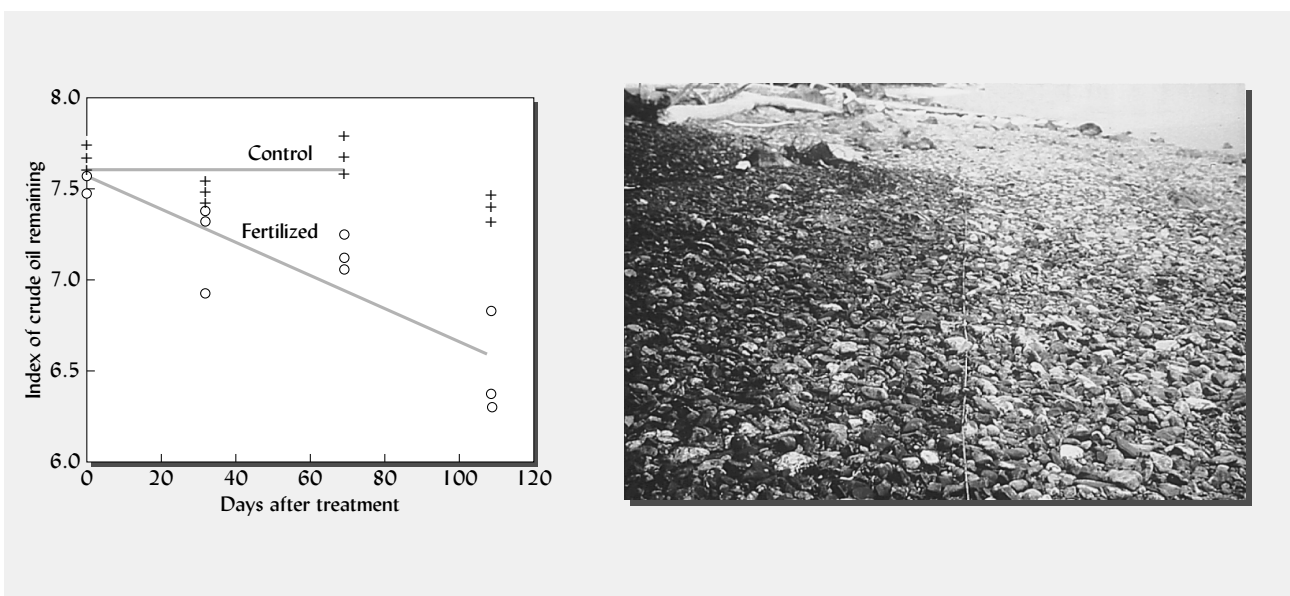 8.0
Control
7.5
Fertilized
7.0
6.5
6.0
0 20 40 60 80 100 120
Days after treatment
Index of crude oil remaining